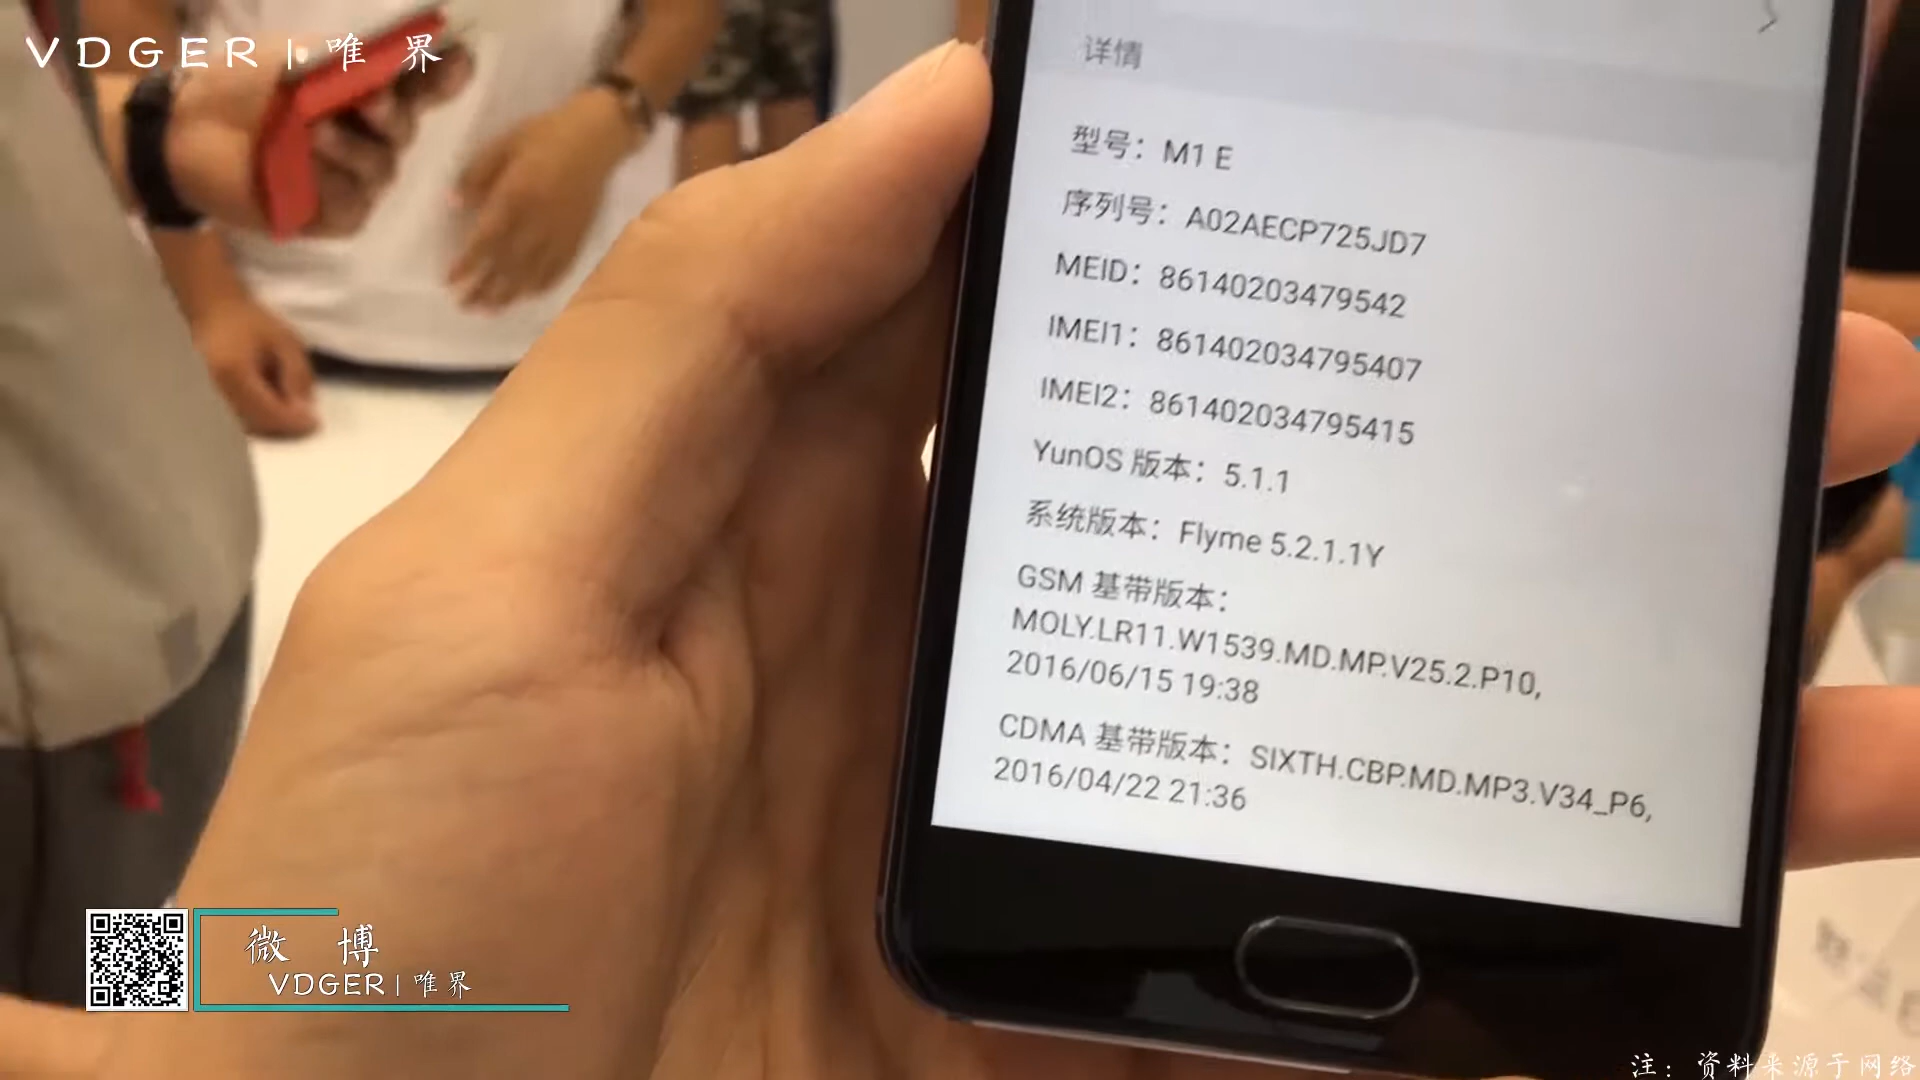 VDGER|唯 界
详情
型号：M1 E
序列号：A02AECP725JD7
MEID：86140203479542
IMEI1：861402034795407
IMEI2：861402034795415
YunOS 版本：5.1.1
系统版本：Flyme 5.2.1.1Y
GSM 基带版本：
MOLY.LR11.W1539.MD.MP.V25.2.P10,
2016/06/15 19:38
CDMA 基带版本：SIXTH.CBP.MD.MP3.V34_P6,
2016/04/22 21:36
微 博
VDGER|唯界
注：资料来源于网络